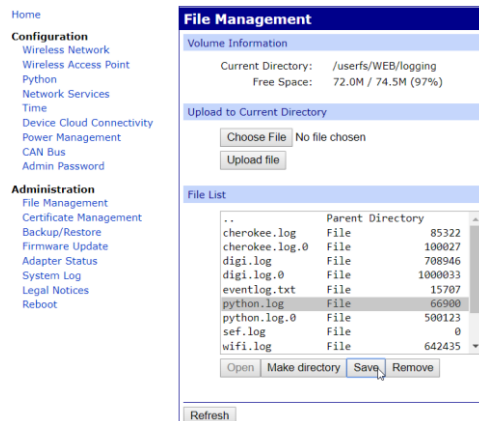 Home
Configuration
Wireless Network
Wireless Access Point
Python
Network Services
Time
Device Cloud Connectivity
Power Management
CAN Bus
Admin Password
Administration
File Management
Certificate Management
Backup/Restore
Firmware Update
Adapter Status
System Log
Legal Notices
Reboot
File Management
Volume Information
Current Directory: /userfs/WEB/logging
Free Space: 72.0M / 74.5M (97%)
Upload to Current Directory
Choose File No file chosen
Upload file
File List
.. Parent Directory
cherokee.log File 85322
cherokee.log.0 File 100027
digi.log File 708946
digi.log.0 File 1000033
eventlog.txt File 15707
python.log File 66900
python.log.0 File 500123
sef.log File 0
wifi.log File 642435
Open Make directory Save Remove
Refresh